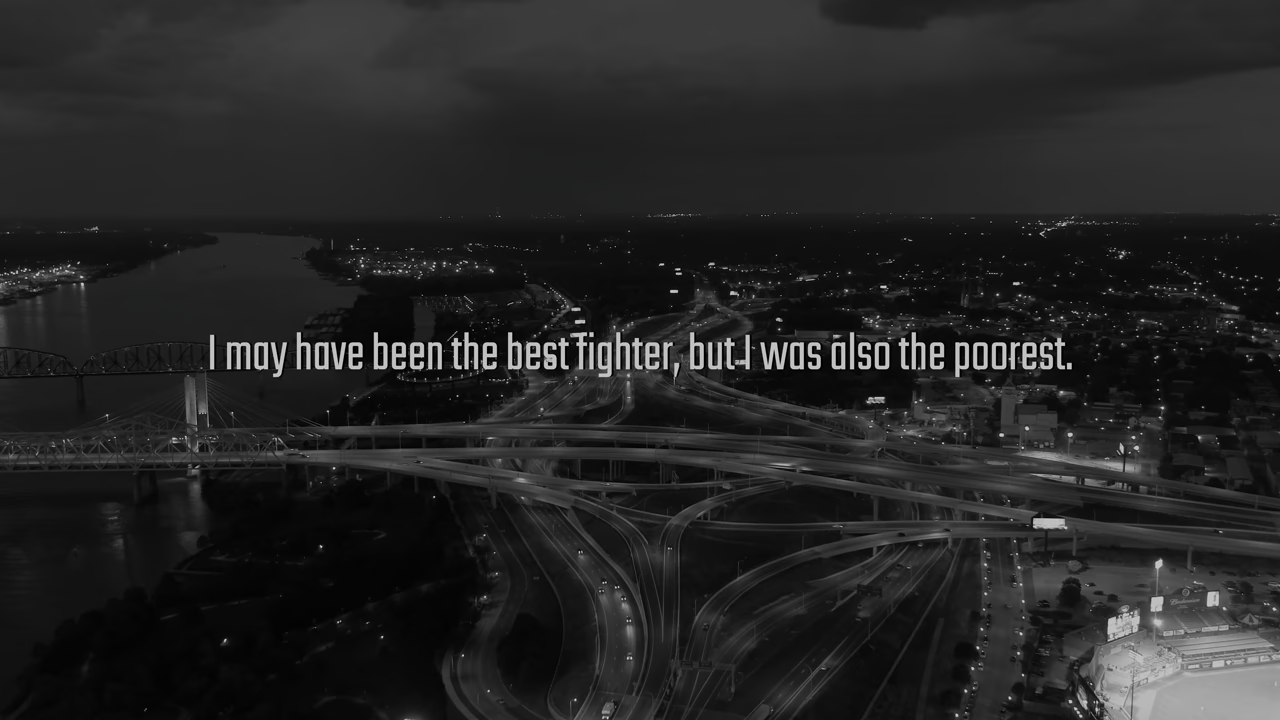 I may have been the best fighter, but I was also the poorest.